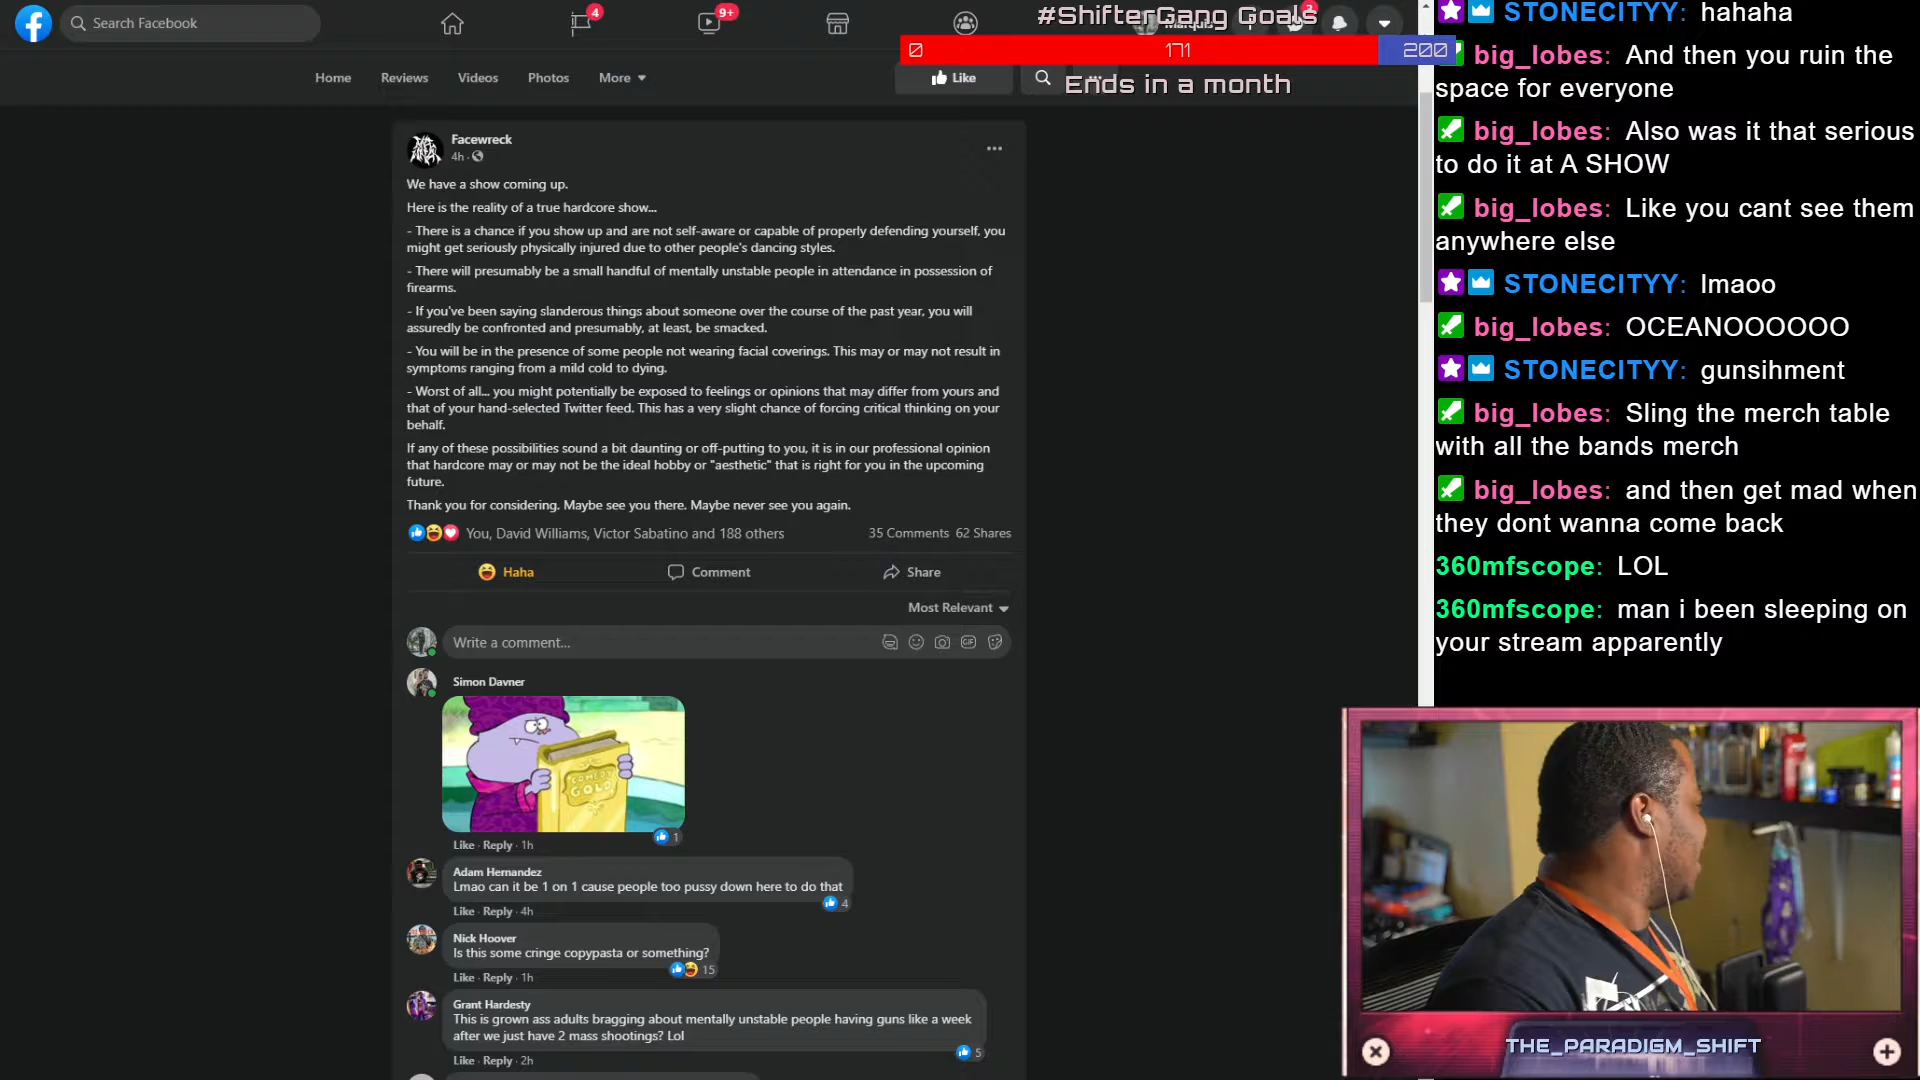 Search Facebook
4
9+
#ShifterGang Goals
0
171
200
Ends in a month
Home
Reviews
Videos
Photos
More
Like
Facewreck
4h ·
We have a show coming up.
Here is the reality of a true hardcore show...
- There is a chance if you show up and are not self-aware or capable of properly defending yourself, you
might get seriously physically injured due to other people's dancing styles.
- There will presumably be a small handful of mentally unstable people in attendance in possession of
firearms.
- If you've been saying slanderous things about someone over the course of the past year, you will
assuredly be confronted and presumably, at least, be smacked.
- You will be in the presence of some people not wearing facial coverings. This may or may not result in
symptoms ranging from a mild cold to dying.
- Worst of all... you might potentially be exposed to feelings or opinions that may differ from yours and
that of your hand-selected Twitter feed. This has a very slight chance of forcing critical thinking on your
behalf.
If any of these possibilities sound a bit daunting or off-putting to you, it is in our professional opinion
that hardcore may or may not be the ideal hobby or "aesthetic" that is right for you in the upcoming
future.
Thank you for considering. Maybe see you there. Maybe never see you again.
You, David Williams, Victor Sabatino and 188 others
35 Comments 62 Shares
Haha
Comment
Share
Most Relevant
Write a comment...
GIF
Simon Davner
COMEDY
GOLD
1
Like · Reply · 1h
Adam Hernandez
Lmao can it be 1 on 1 cause people too pussy down here to do that
4
Like · Reply · 4h
Nick Hoover
Is this some cringe copypasta or something?
15
Like · Reply · 1h
Grant Hardesty
This is grown ass adults bragging about mentally unstable people having guns like a week
after we just have 2 mass shootings? Lol
5
Like · Reply · 2h
STONECITYY: hahaha
big_lobes: And then you ruin the
space for everyone
big_lobes: Also was it that serious
to do it at A SHOW
big_lobes: Like you cant see them
anywhere else
STONECITYY: lmaoo
big_lobes: OCEANOOOOOO
STONECITYY: gunsihment
big_lobes: Sling the merch table
with all the bands merch
big_lobes: and then get mad when
they dont wanna come back
360mfscope: LOL
360mfscope: man i been sleeping on
your stream apparently
THE_PARADIGM_SHIFT